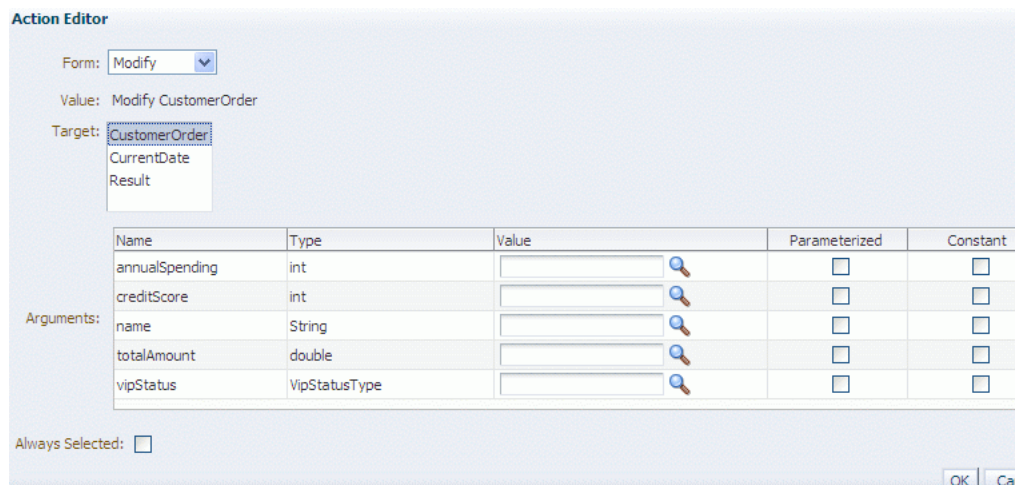 Action Editor
Form: Modify
Value: Modify CustomerOrder
Target: CustomerOrder
CurrentDate
Result
Arguments:
Name Type Value Parameterized Constant
annualSpending int
creditScore int
name String
totalAmount double
vipStatus VipStatusType
Always Selected:
OK Ca